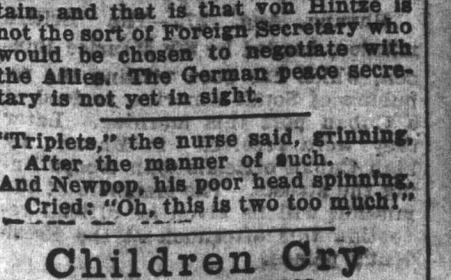 tain, and that is that von Hintze is
not the sort of Foreign Secretary who
would be chosen to negotiate with
the Allies. The German peace secre-
tary is not yet in sight.
"Triplets," the nurse said, grinning,
After the manner of such.
And Newpop, his poor head spinning,
Cried: "Oh, this is two too much!"
Children Cry